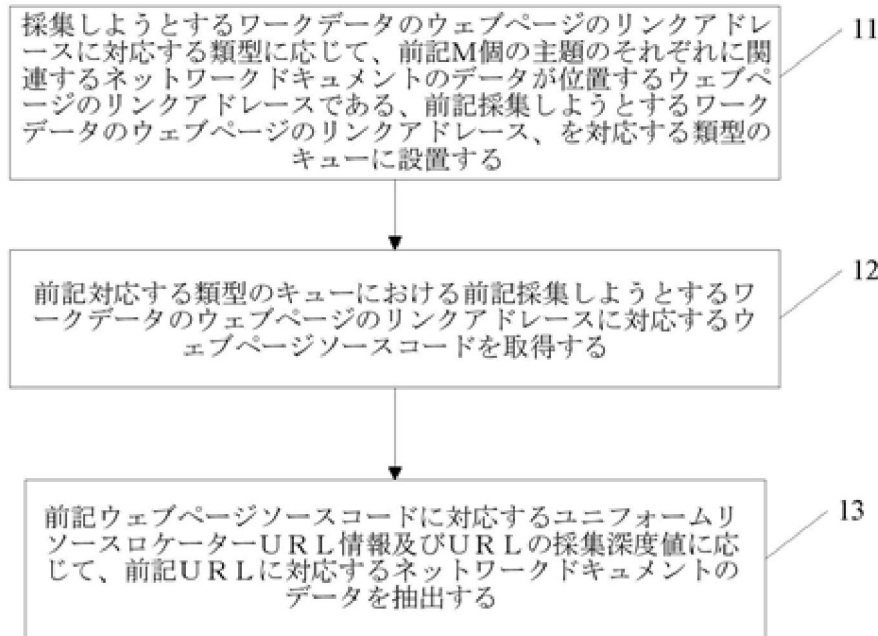 採集しようとするワークデータのウェブページのリンクアドレ
ースに対応する類型に応じて、前記M個の主題のそれぞれに関
連するネットワークドキュメントのデータが位置するウェブペ
ージのリンクアドレースである、前記採集しようとするワーク
データのウェブページのリンクアドレース、を対応する類型の
キューに設置する
11
前記対応する類型のキューにおける前記採集しようとするワ
ークデータのウェブページのリンクアドレースに対応するウ
ェブページソースコードを取得する
12
前記ウェブページソースコードに対応するユニフォームリ
ソースロケーターＵＲＬ情報及びＵＲＬの採集深度値に応
じて、前記ＵＲＬに対応するネットワークドキュメントの
データを抽出する
13